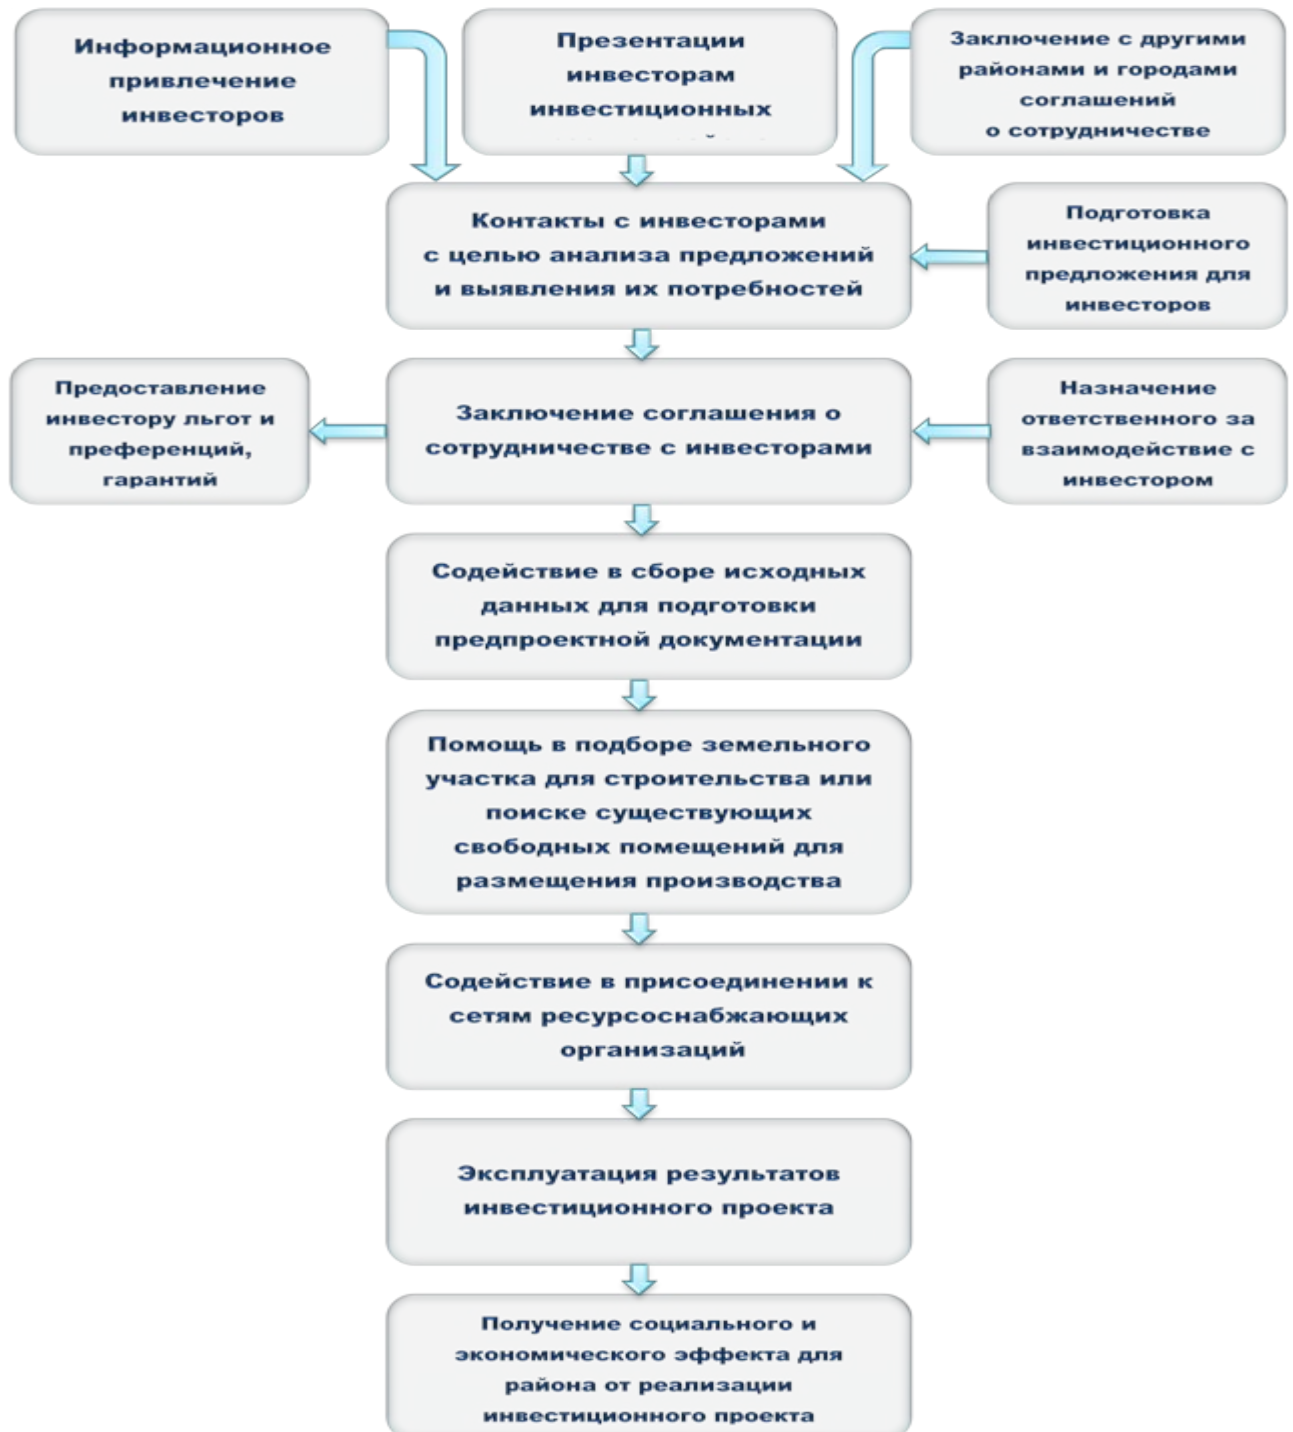 Информационное
привлечение
инвесторов
Презентации
инвесторам
инвестиционных
Заключение с другими
районами и городами
соглашений
о сотрудничестве
Контакты с инвесторами
с целью анализа предложений
и выявления их потребностей
Подготовка
инвестиционного
предложения для
инвесторов
Предоставление
инвестору льгот и
преференций,
гарантий
Заключение соглашения о
сотрудничестве с инвесторами
Назначение
ответственного за
взаимодействие с
инвестором
Содействие в сборе исходных
данных для подготовки
предпроектной документации
Помощь в подборе земельного
участка для строительства или
поиске существующих
свободных помещений для
размещения производства
Содействие в присоединении к
сетям ресурсоснабжающих
организаций
Эксплуатация результатов
инвестиционного проекта
Получение социального и
экономического эффекта для
района от реализации
инвестиционного проекта